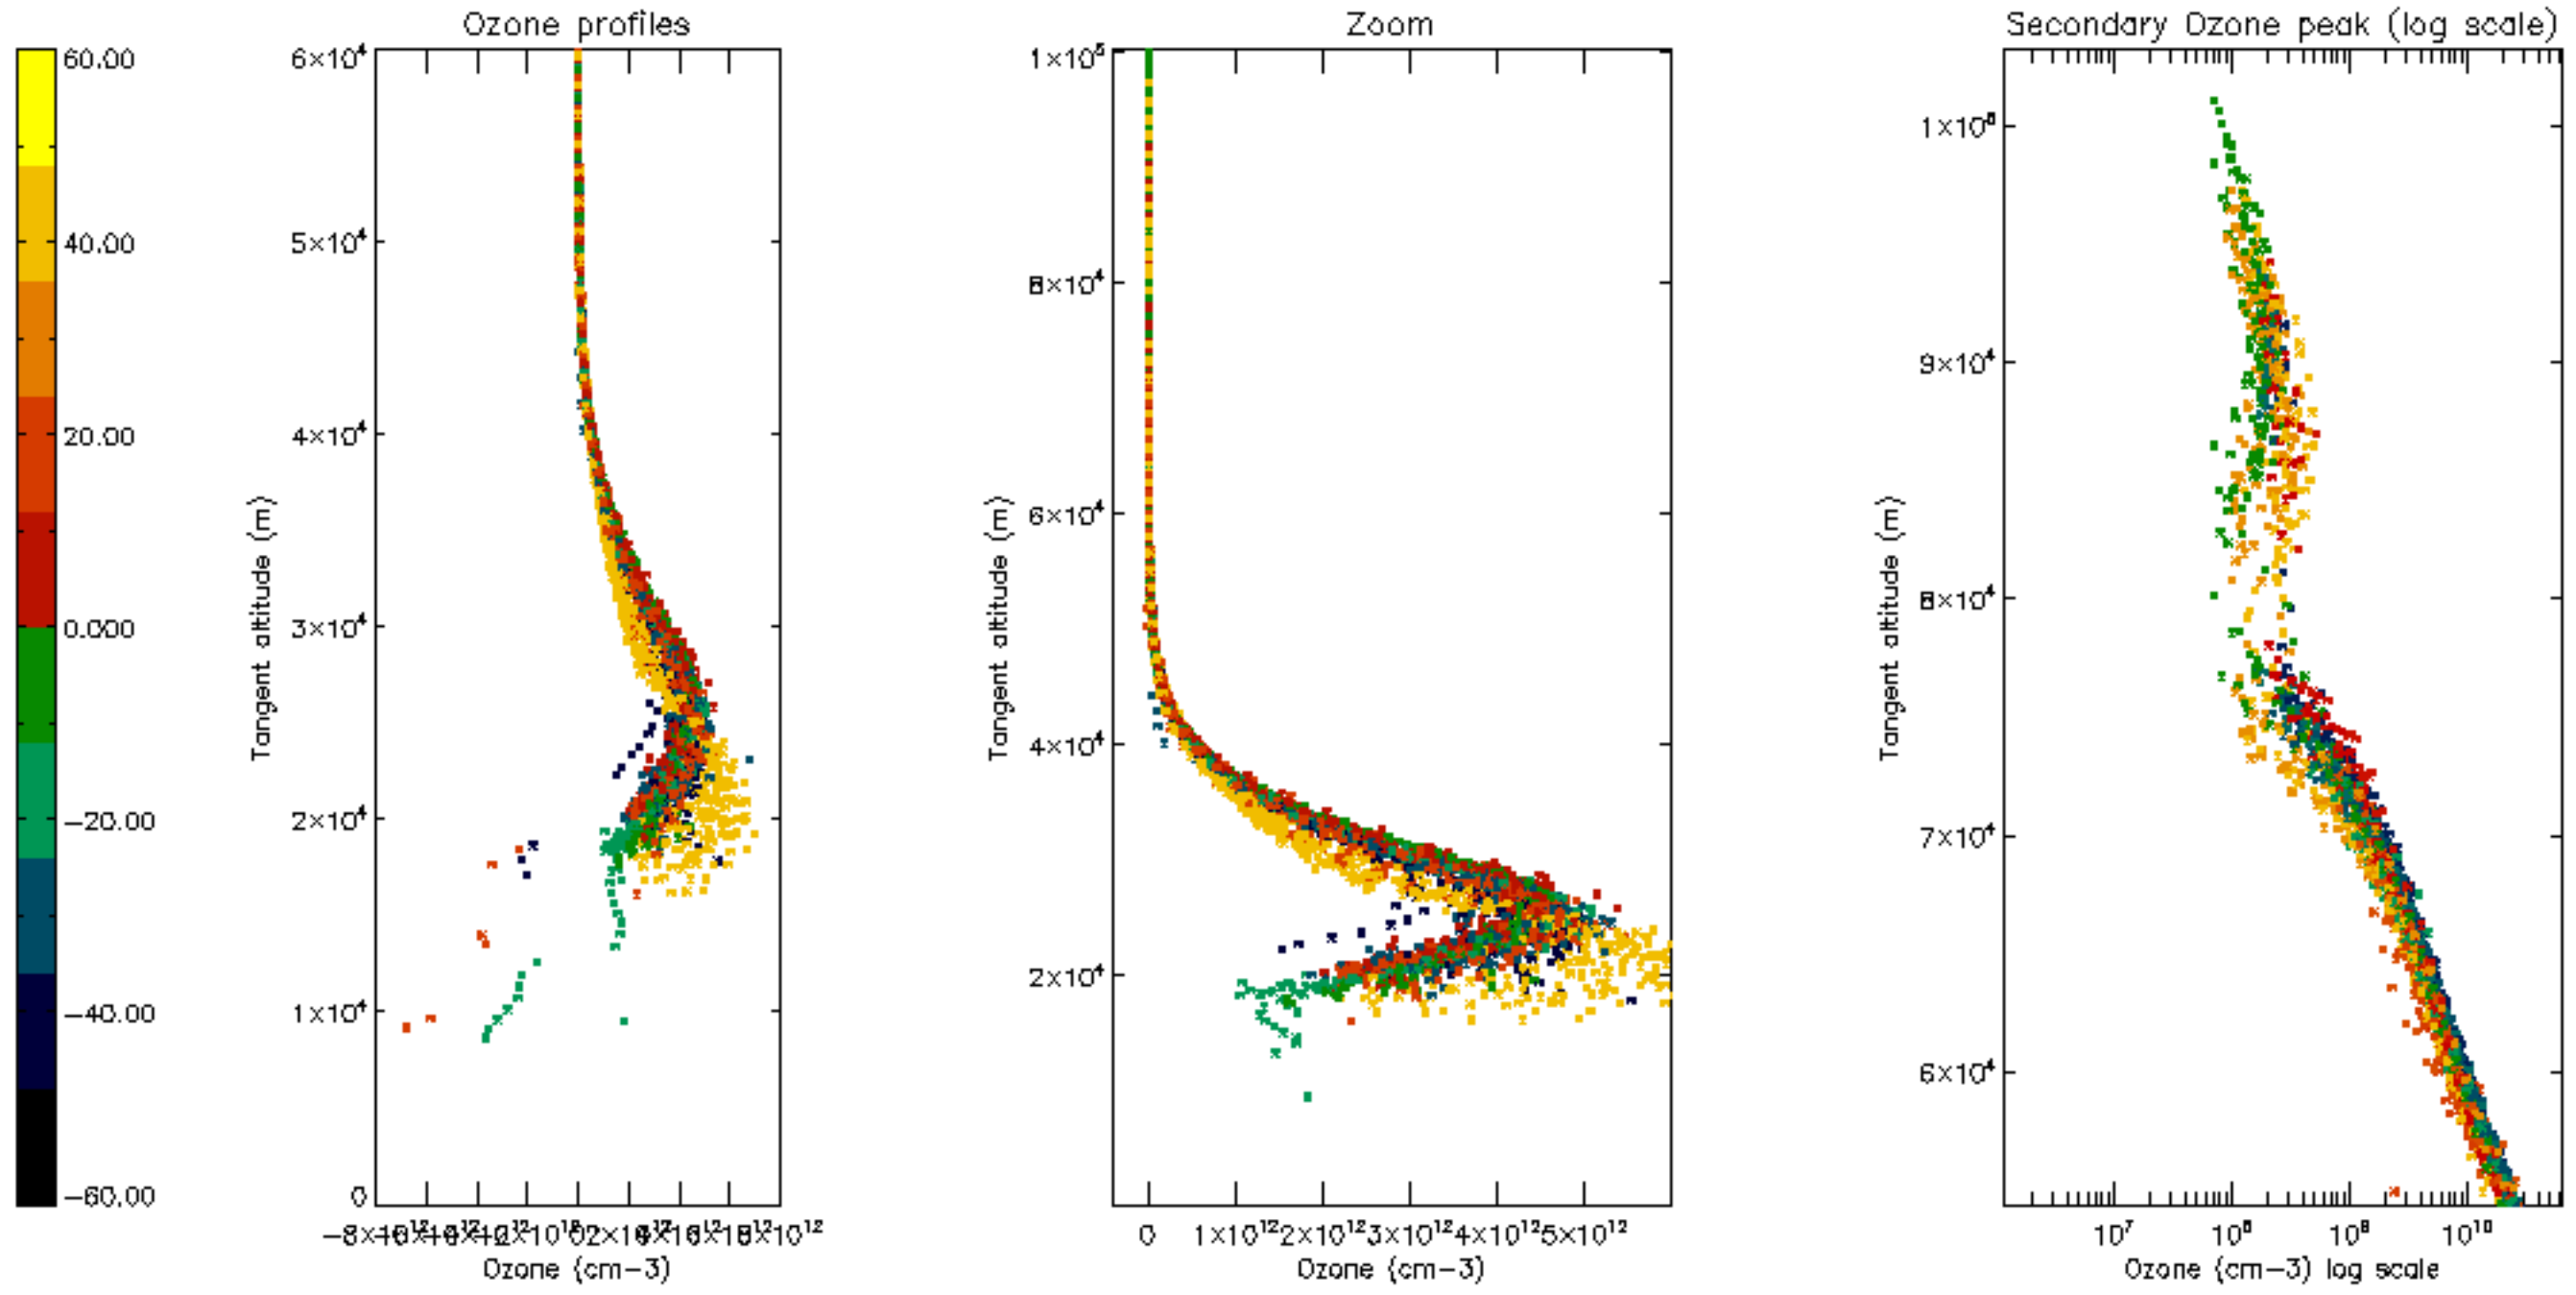 Ozone profiles
Zoom
Secondary Ozone peak (log scale)
60.00
40.00
20.00
0.000
−20.00
−40.00
−60.00
6×10⁴
5×10⁴
4×10⁴
3×10⁴
2×10⁴
1×10⁴
0
Tangent altitude (m)
Ozone (cm−3)
1×10⁵
8×10⁴
6×10⁴
4×10⁴
2×10⁴
Tangent altitude (m)
0 1×10¹² 2×10¹² 3×10¹² 4×10¹² 5×10¹²
Ozone (cm−3)
1×10⁵
9×10⁴
8×10⁴
7×10⁴
6×10⁴
Tangent altitude (m)
10⁷ 10⁸ 10⁹ 10¹⁰
Ozone (cm−3) log scale